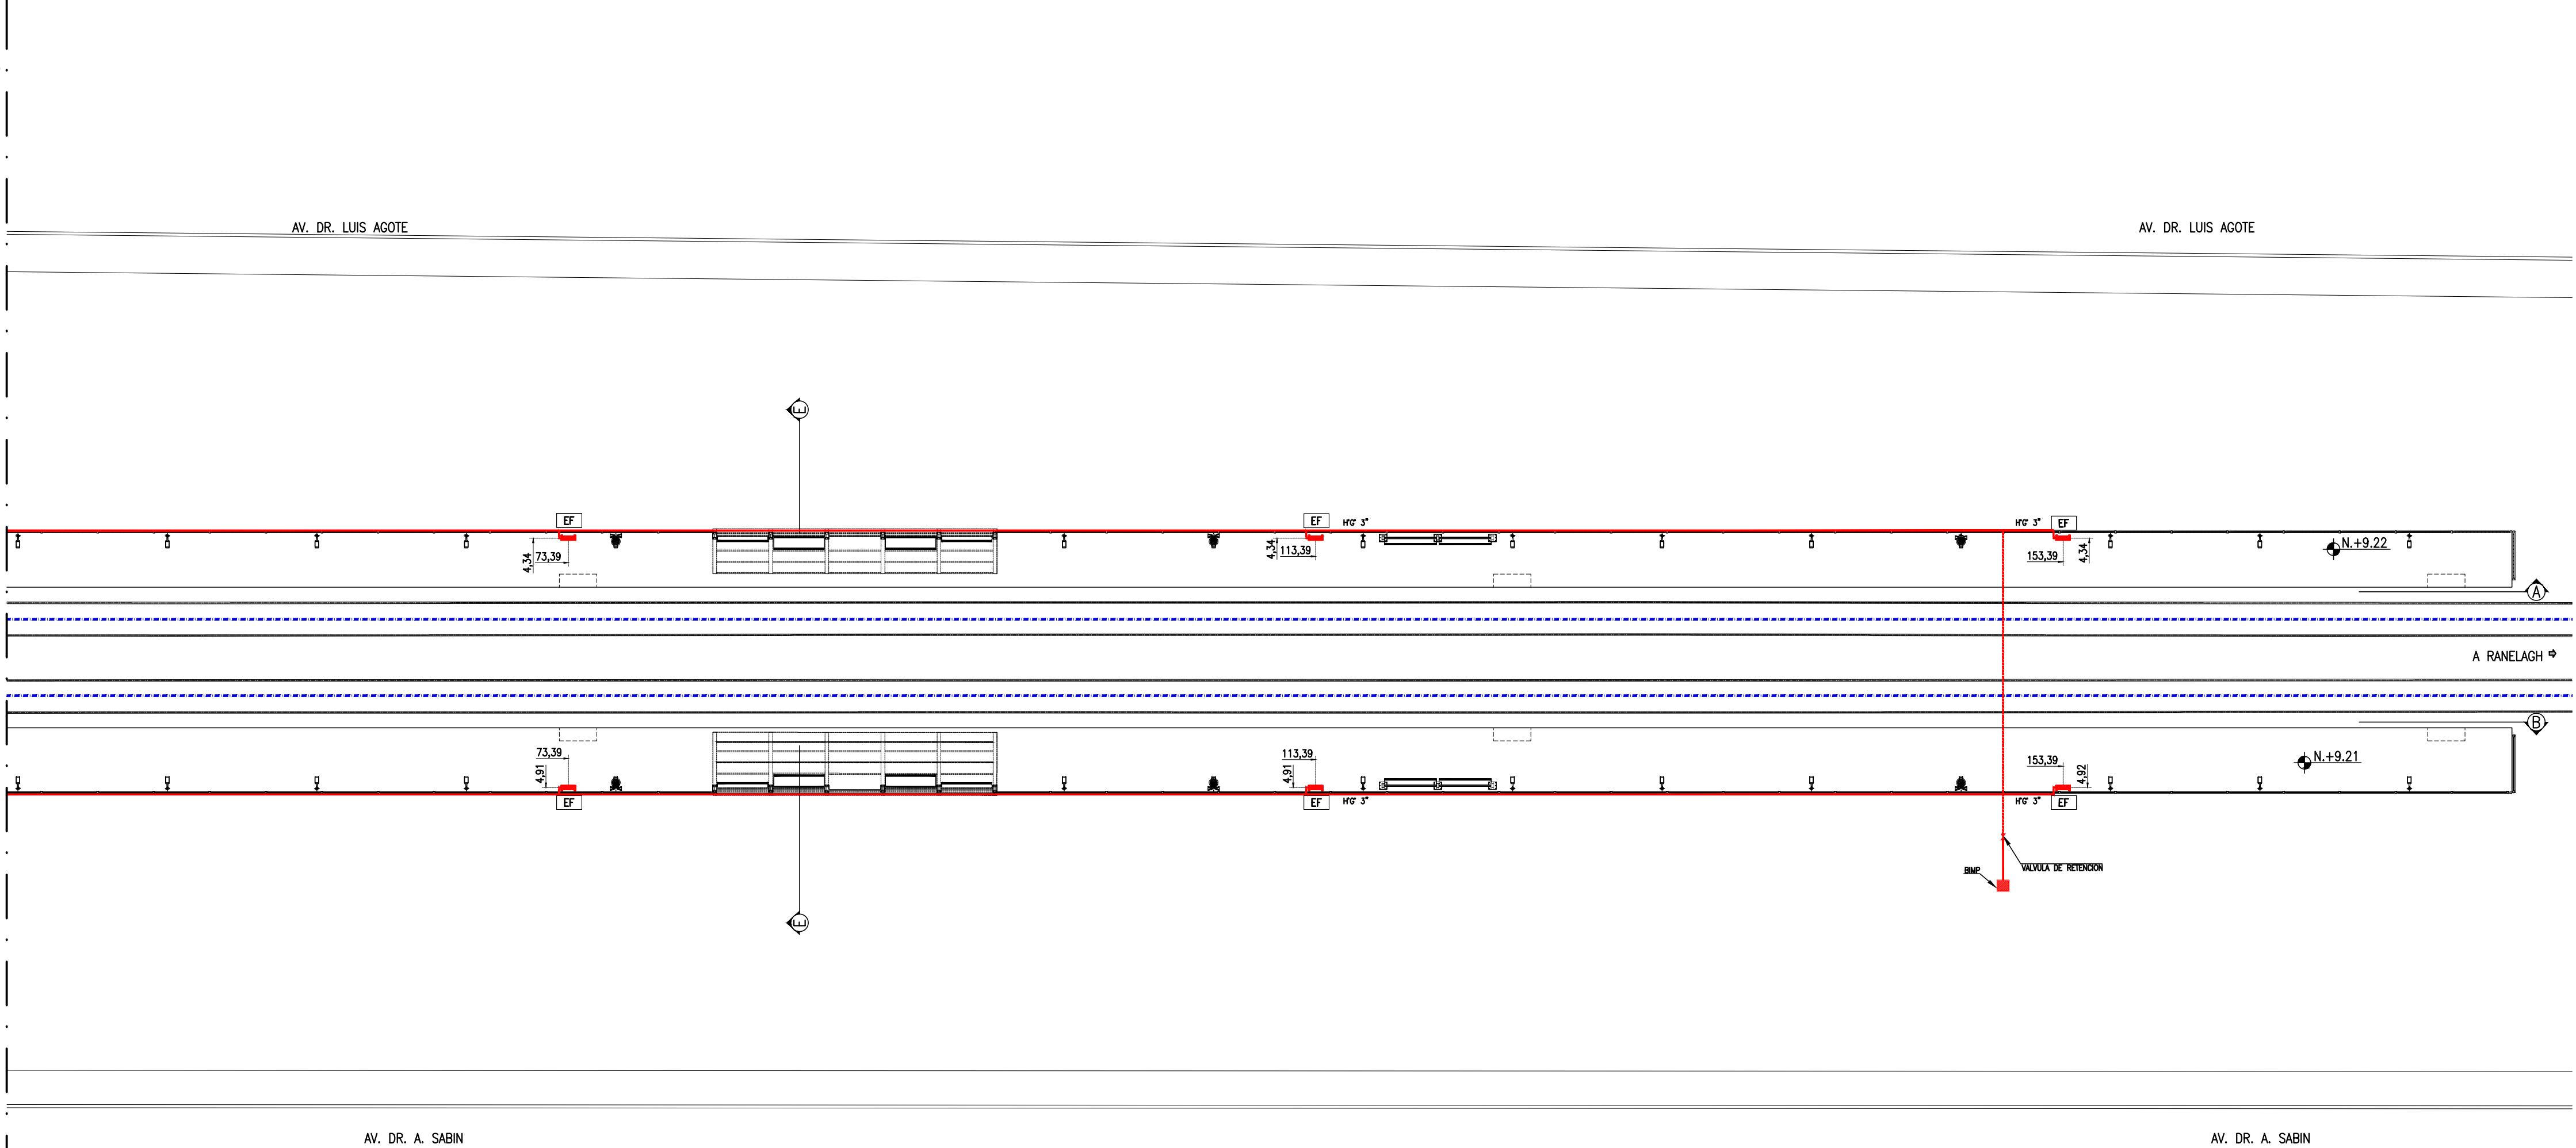 AV. DR. LUIS AGOTE
AV. DR. LUIS AGOTE
E
EF
EF
H°G° 3"
H°G° 3"
EF
4,34
73,39
4,34
113,39
153,39
4,34
N.+9.22
A
A RANELAGH
B
73,39
4,91
113,39
4,91
153,39
4,92
N.+9.21
EF
EF
H°G° 3"
H°G° 3"
EF
BIMP
VALVULA DE RETENCION
E
AV. DR. A. SABIN
AV. DR. A. SABIN